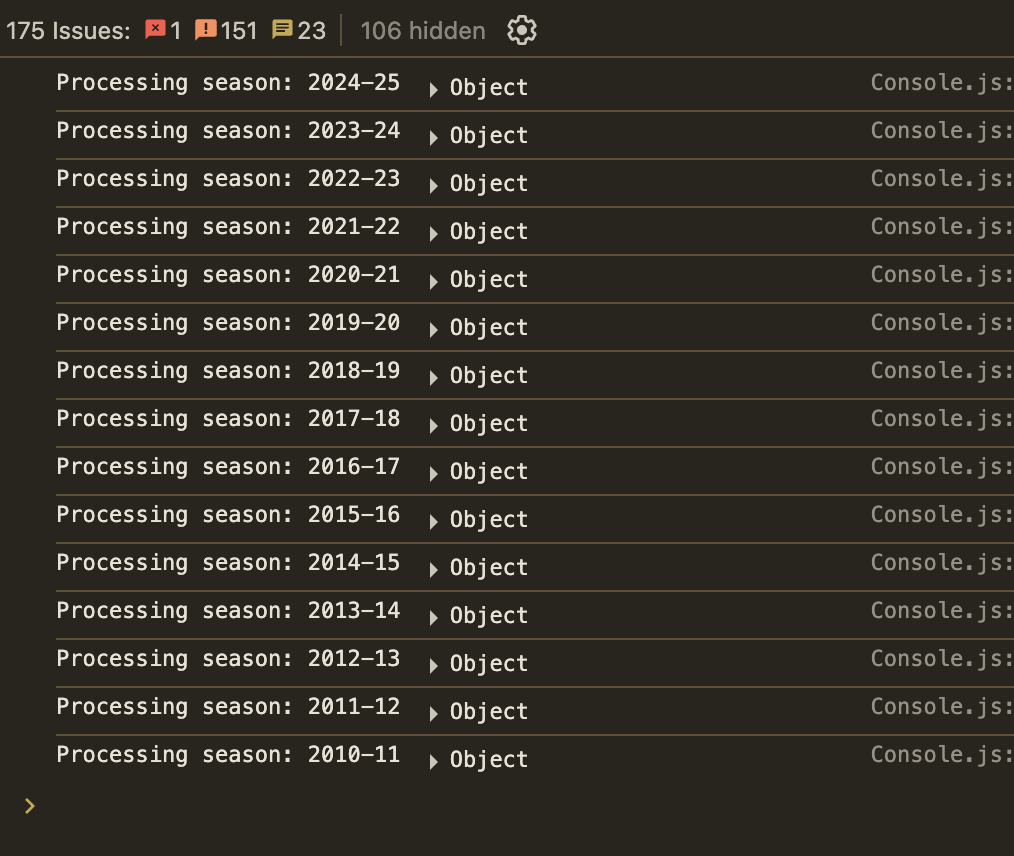 175 Issues: 1 151 23 106 hidden
Processing season: 2024-25 Object Console.js:
Processing season: 2023-24 Object Console.js:
Processing season: 2022-23 Object Console.js:
Processing season: 2021-22 Object Console.js:
Processing season: 2020-21 Object Console.js:
Processing season: 2019-20 Object Console.js:
Processing season: 2018-19 Object Console.js:
Processing season: 2017-18 Object Console.js:
Processing season: 2016-17 Object Console.js:
Processing season: 2015-16 Object Console.js:
Processing season: 2014-15 Object Console.js:
Processing season: 2013-14 Object Console.js:
Processing season: 2012-13 Object Console.js:
Processing season: 2011-12 Object Console.js:
Processing season: 2010-11 Object Console.js: